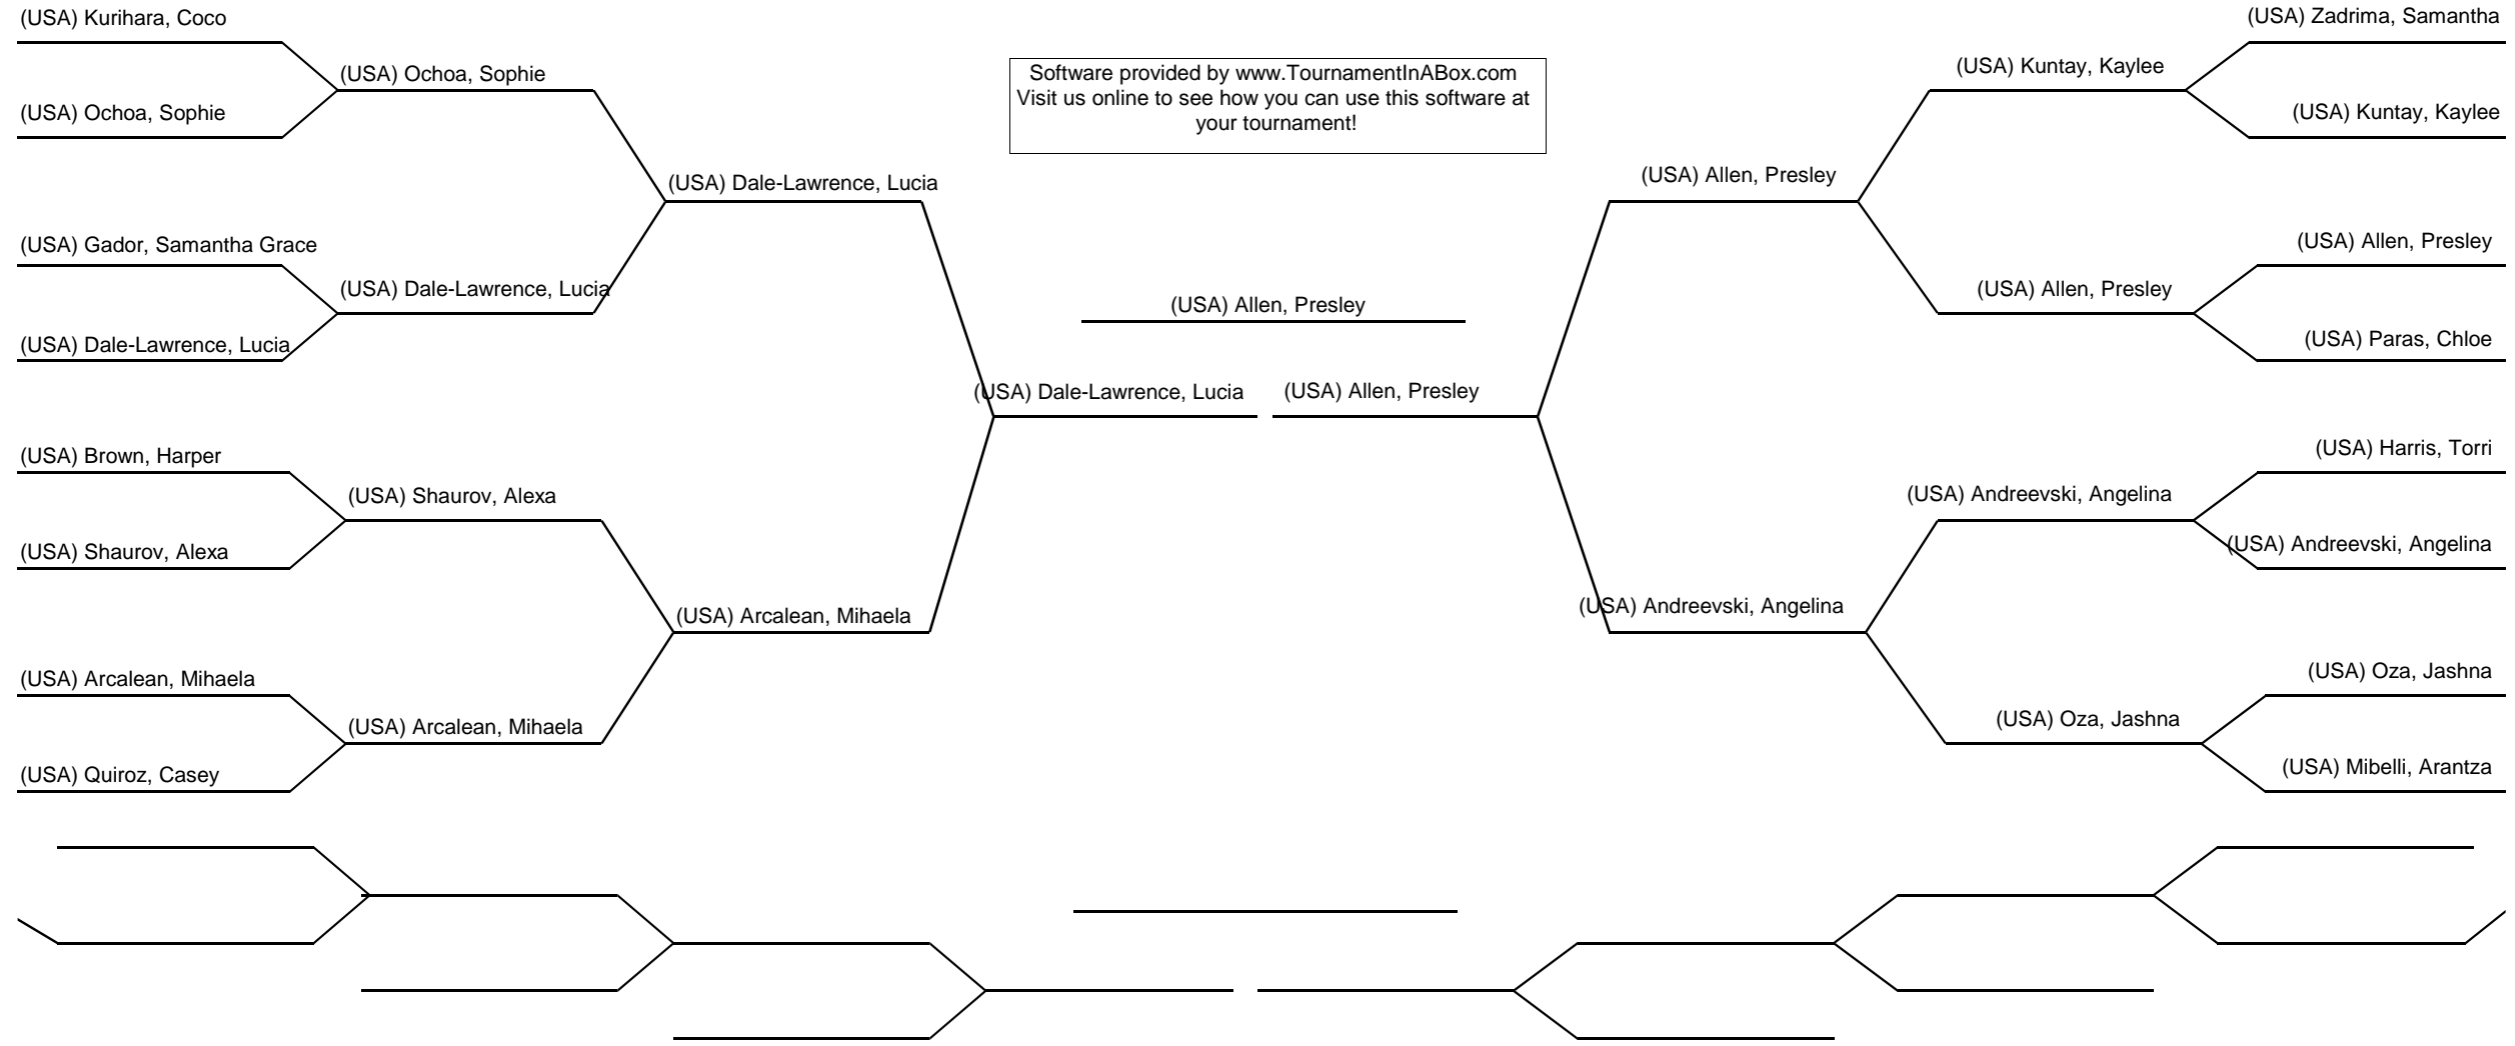 (USA) Kurihara, Coco
(USA) Ochoa, Sophie
(USA) Ochoa, Sophie
(USA) Dale-Lawrence, Lucia
(USA) Gador, Samantha Grace
(USA) Dale-Lawrence, Lucia
(USA) Dale-Lawrence, Lucia
(USA) Brown, Harper
(USA) Shaurov, Alexa
(USA) Shaurov, Alexa
(USA) Arcalean, Mihaela
(USA) Arcalean, Mihaela
(USA) Arcalean, Mihaela
(USA) Quiroz, Casey
Software provided by www.TournamentInABox.com
Visit us online to see how you can use this software at
your tournament!
(USA) Allen, Presley
(USA) Dale-Lawrence, Lucia
(USA) Allen, Presley
(USA) Zadrima, Samantha
(USA) Kuntay, Kaylee
(USA) Kuntay, Kaylee
(USA) Allen, Presley
(USA) Allen, Presley
(USA) Allen, Presley
(USA) Paras, Chloe
(USA) Harris, Torri
(USA) Andreevski, Angelina
(USA) Andreevski, Angelina
(USA) Andreevski, Angelina
(USA) Oza, Jashna
(USA) Oza, Jashna
(USA) Mibelli, Arantza